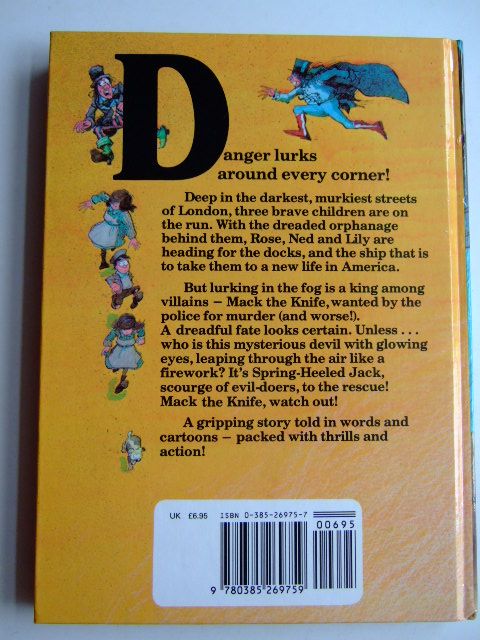 Danger lurks
around every corner!
Deep in the darkest, murkiest streets
of London, three brave children are on
the run. With the dreaded orphanage
behind them, Rose, Ned and Lily are
heading for the docks, and the ship that is
to take them to a new life in America.
But lurking in the fog is a king among
villains – Mack the Knife, wanted by the
police for murder (and worse!).
A dreadful fate looks certain. Unless . . .
who is this mysterious devil with glowing
eyes, leaping through the air like a
firework? It's Spring-Heeled Jack,
scourge of evil-doers, to the rescue!
Mack the Knife, watch out!
A gripping story told in words and
cartoons – packed with thrills and
action!
UK £6.95 ISBN 0-385-26975-7
00695
9 780385 269759